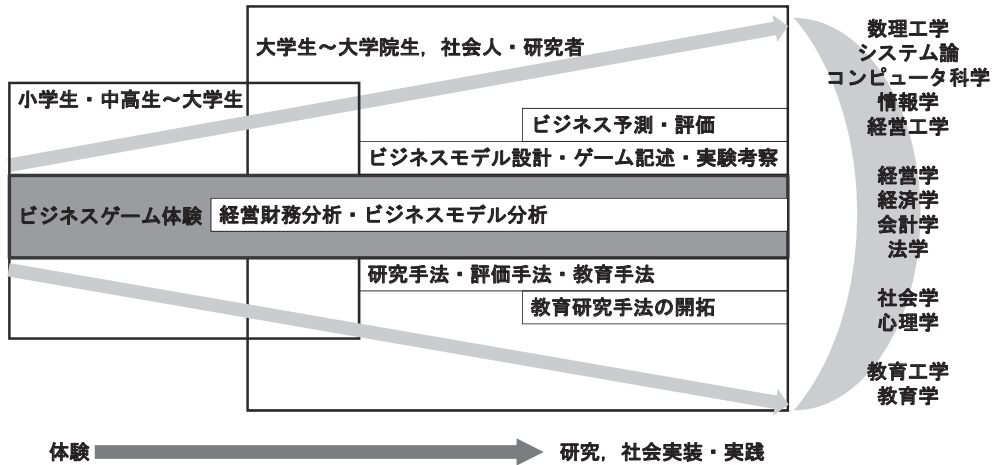 大学生〜大学院生，社会人・研究者
小学生・中高生〜大学生
ビジネス予測・評価
ビジネスモデル設計・ゲーム記述・実験考察
ビジネスゲーム体験
経営財務分析・ビジネスモデル分析
研究手法・評価手法・教育手法
教育研究手法の開拓
数理工学
システム論
コンピュータ科学
情報学
経営工学
経営学
経済学
会計学
法学
社会学
心理学
教育工学
教育学
体験
研究，社会実装・実践